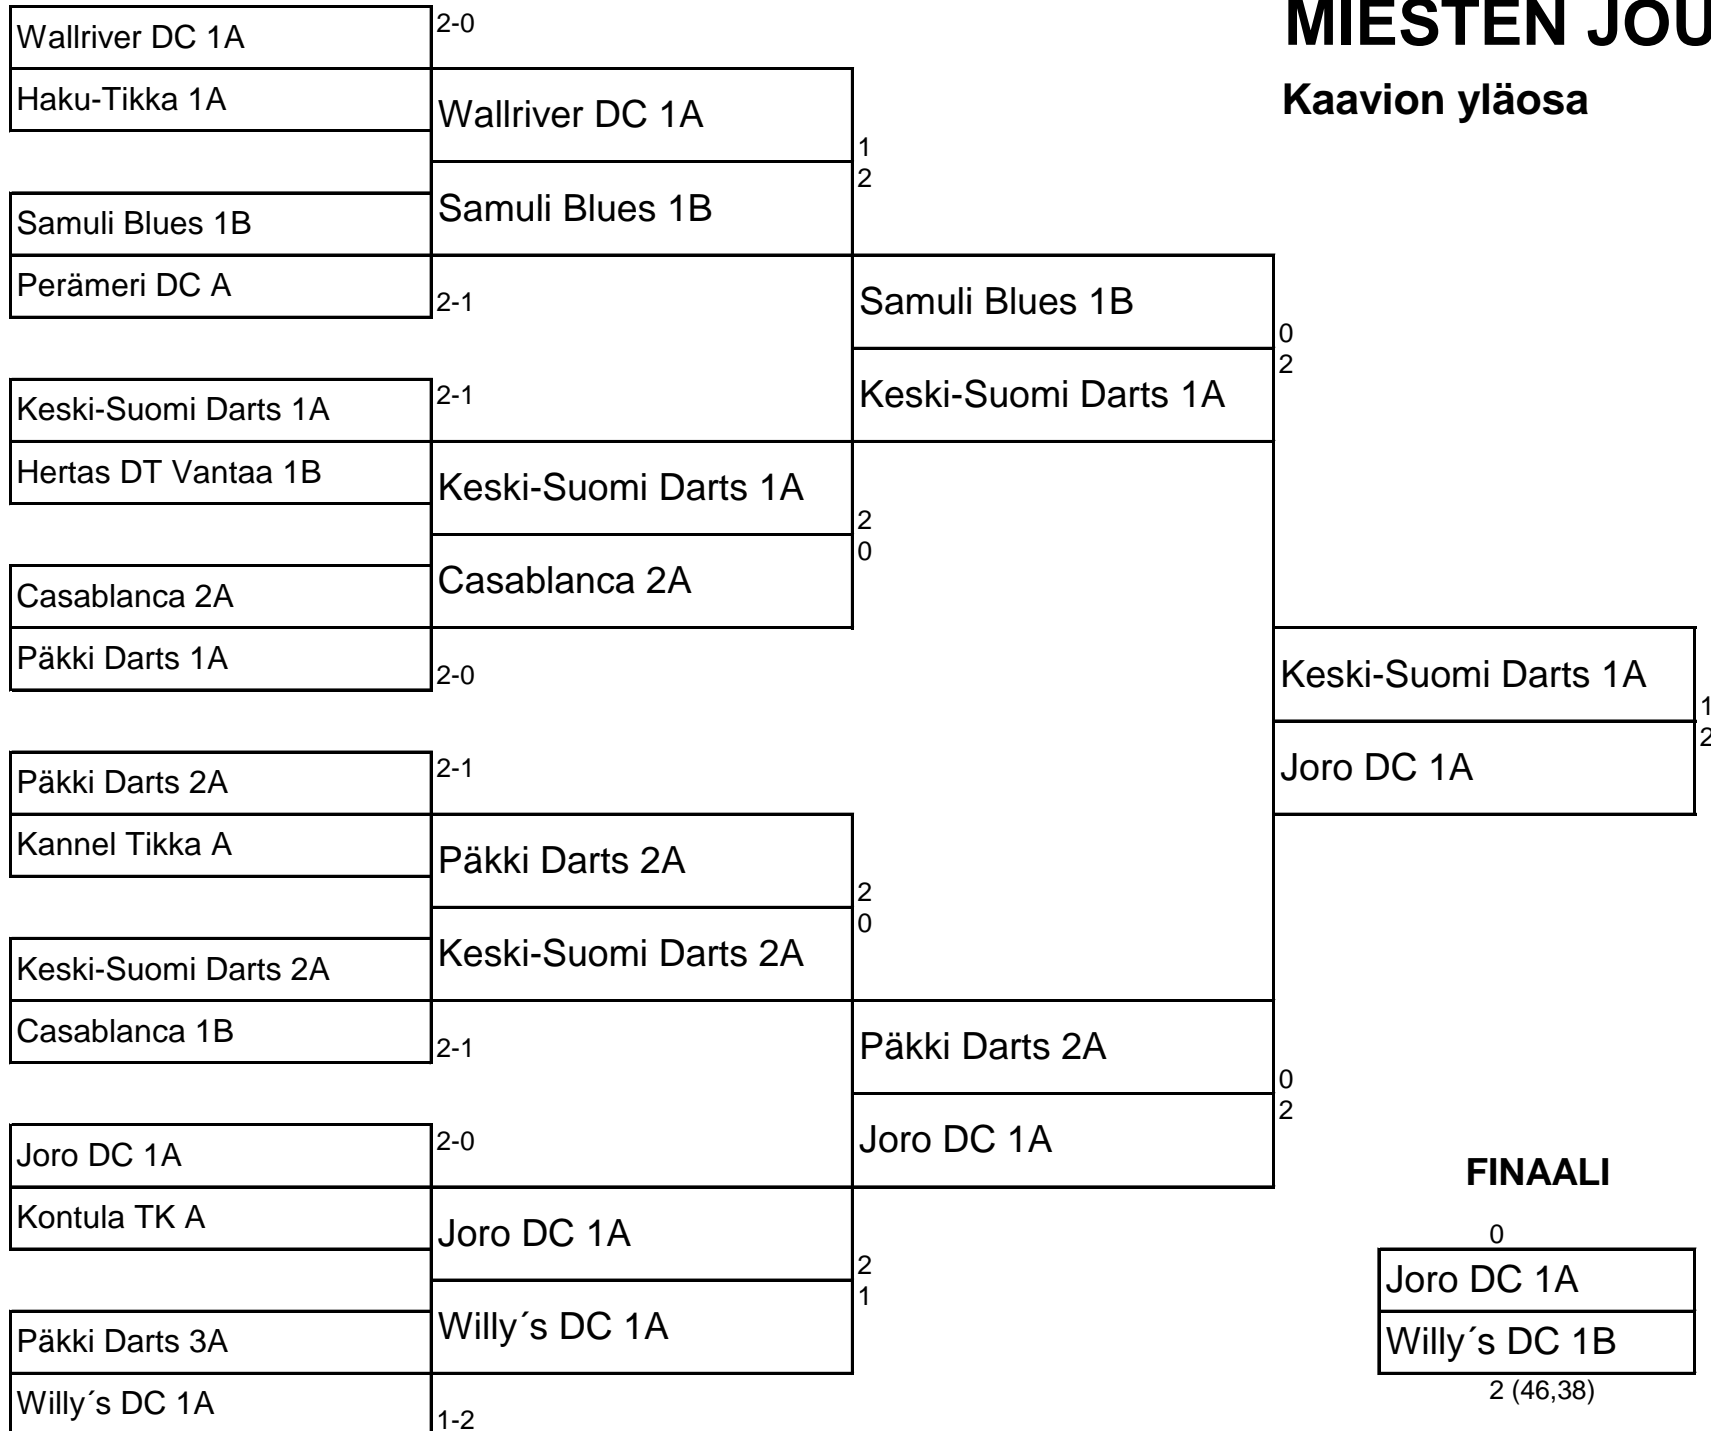 MIESTEN JOU
Kaavion yläosa
Wallriver DC 1A
2-0
Haku-Tikka 1A
Samuli Blues 1B
Perämeri DC A
2-1
Keski-Suomi Darts 1A
2-1
Hertas DT Vantaa 1B
Casablanca 2A
Päkki Darts 1A
2-0
Päkki Darts 2A
2-1
Kannel Tikka A
Keski-Suomi Darts 2A
Casablanca 1B
2-1
Joro DC 1A
2-0
Kontula TK A
Päkki Darts 3A
Willy´s DC 1A
1-2
Wallriver DC 1A
1
2
Samuli Blues 1B
Keski-Suomi Darts 1A
2
0
Casablanca 2A
Päkki Darts 2A
2
0
Keski-Suomi Darts 2A
Joro DC 1A
2
1
Willy´s DC 1A
Samuli Blues 1B
0
2
Keski-Suomi Darts 1A
Päkki Darts 2A
0
2
Joro DC 1A
Keski-Suomi Darts 1A
1
2
Joro DC 1A
FINAALI
0
Joro DC 1A
Willy´s DC 1B
2 (46,38)